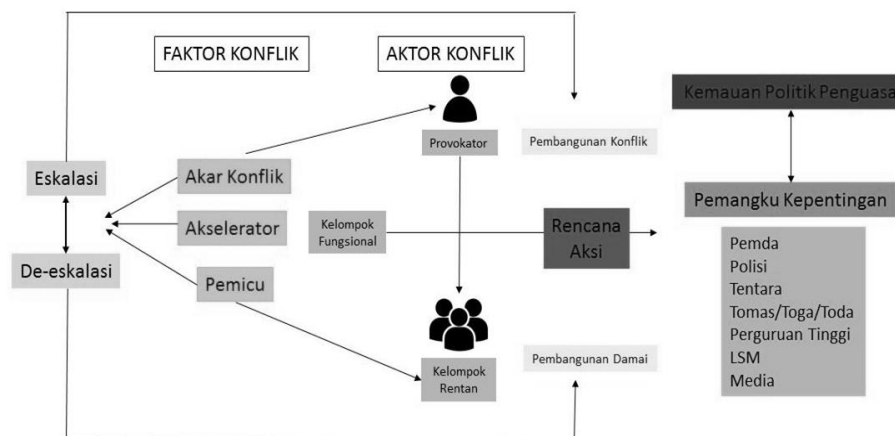 FAKTOR KONFLIK
AKTOR KONFLIK
Kemauan Politik Penguasa
Provokator
Pembangunan Konflik
Eskalasi
Akar Konflik
Pemangku Kepentingan
Akselerator
Kelompok
Fungsional
Rencana
Aksi
De-eskalasi
Pemicu
Pemda
Polisi
Tentara
Tomas/Toga/Toda
Perguruan Tinggi
LSM
Media
Pembangunan Damai
Kelompok
Rentan